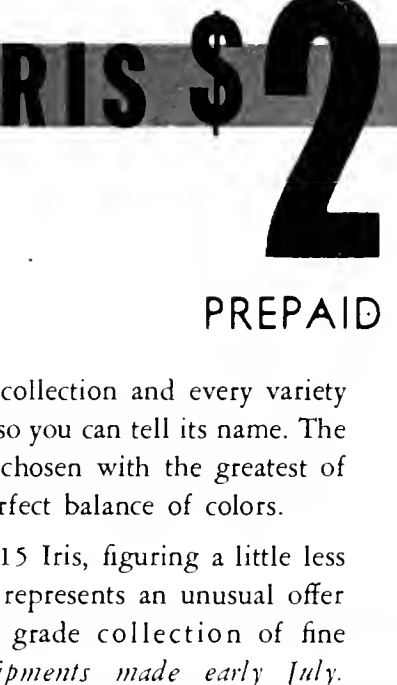 RIS $2
PREPAID
collection and every variety
so you can tell its name. The
chosen with the greatest of
rfect balance of colors.
15 Iris, figuring a little less
represents an unusual offer
grade collection of fine
ipments made early July.